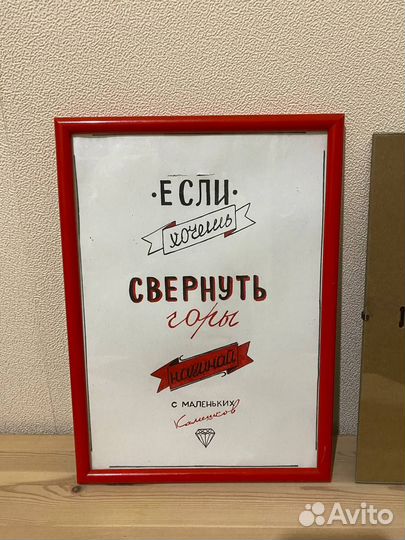 ·ЕСЛИ·
хочешь
СВЕРНУТЬ
горы
начинай
С МАЛЕНЬКИХ
Камешков
Avito